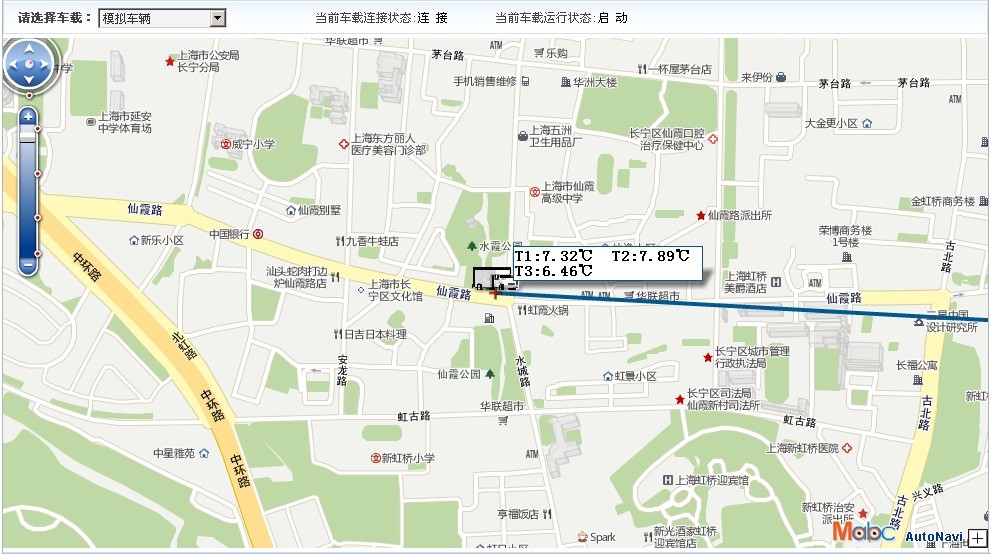 请选择车载：
模拟车辆
当前车载连接状态:连 接
当前车载运行状态:启 动
华联超市
茅台路
ATM
乐购
上海市公安局
长宁分局
中学
手机销售维修
华洲大楼
一杯屋茅台店
来伊份
茅台路
茅台路
ATM
上海市延安
中学体育场
威宁小学
上海东方丽人
医疗美容门诊部
上海五洲
卫生用品厂
长宁区仙霞口腔
治疗保健中心
大金更小区
上海市仙霞
高级中学
仙霞路
仙霞别墅
仙霞路派出所
金虹桥商务楼
新乐小区
中国银行
九香牛蛙店
水霞公园
荣博商务楼
1号楼
T1:7.32℃ T2:7.89℃
T3:6.46℃
中环路
汕头蛇肉打边
炉仙霞路店
上海市长
宁区文化馆
仙霞路
ATM
ATM
华联超市
上海虹桥
美爵酒店
ATM
仙霞路
虹霞火锅
设计研究所
北虹路
日吉日本料理
安龙路
水城路
长宁区城市管理
行政执法局
长福公寓
仙霞公园
虹景小区
中环路
华联超市
长宁区司法局
仙霞新村司法所
新虹
虹古路
虹古路
古北路
中星雅苑
中环路
新虹桥小学
ATM
上海新虹桥医院
上海虹桥迎宾馆
亨福饭店
古北路
兴义路
新虹桥治安
派出所
Spark
新光酒家虹桥
迎宾馆店
Mabc
AutoNavi
虹口小区